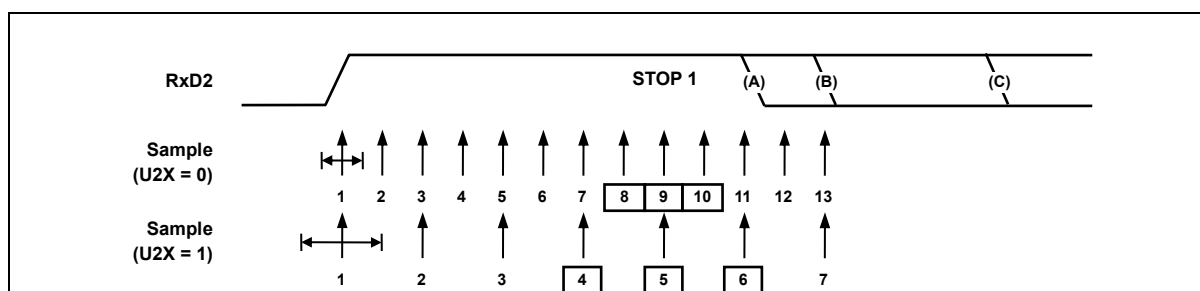 RxD2 STOP 1 (A) (B) (C)
Sample
(U2X = 0)
1 2 3 4 5 6 7 8 9 10 11 12 13
Sample
(U2X = 1)
1 2 3 4 5 6 7